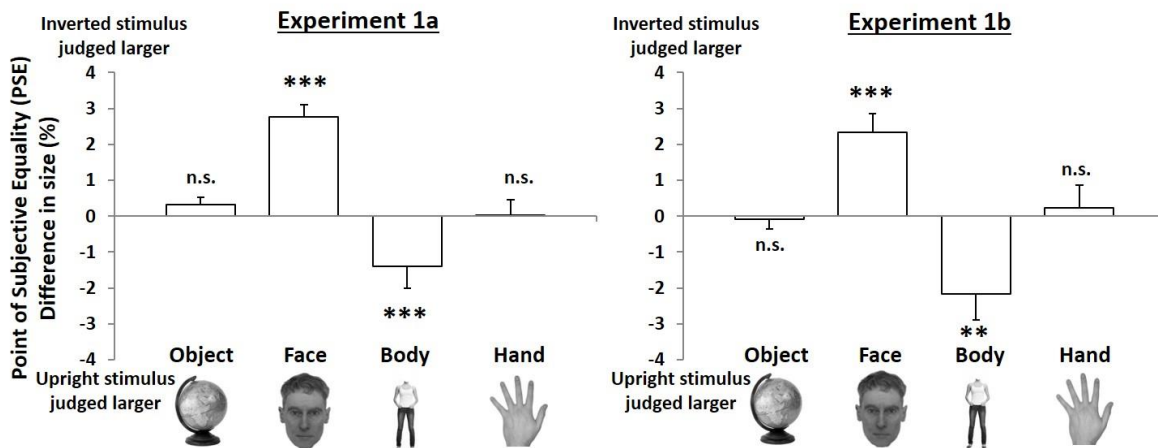 Experiment 1a
Inverted stimulus
judged larger
Point of Subjective Equality (PSE)
Difference in size (%)
4
3
2
1
0
-1
-2
-3
-4
n.s.
***
***
n.s.
Object
Face
Body
Hand
Upright stimulus
judged larger
Experiment 1b
Inverted stimulus
judged larger
4
3
2
1
0
-1
-2
-3
-4
n.s.
***
**
n.s.
Object
Face
Body
Hand
Upright stimulus
judged larger